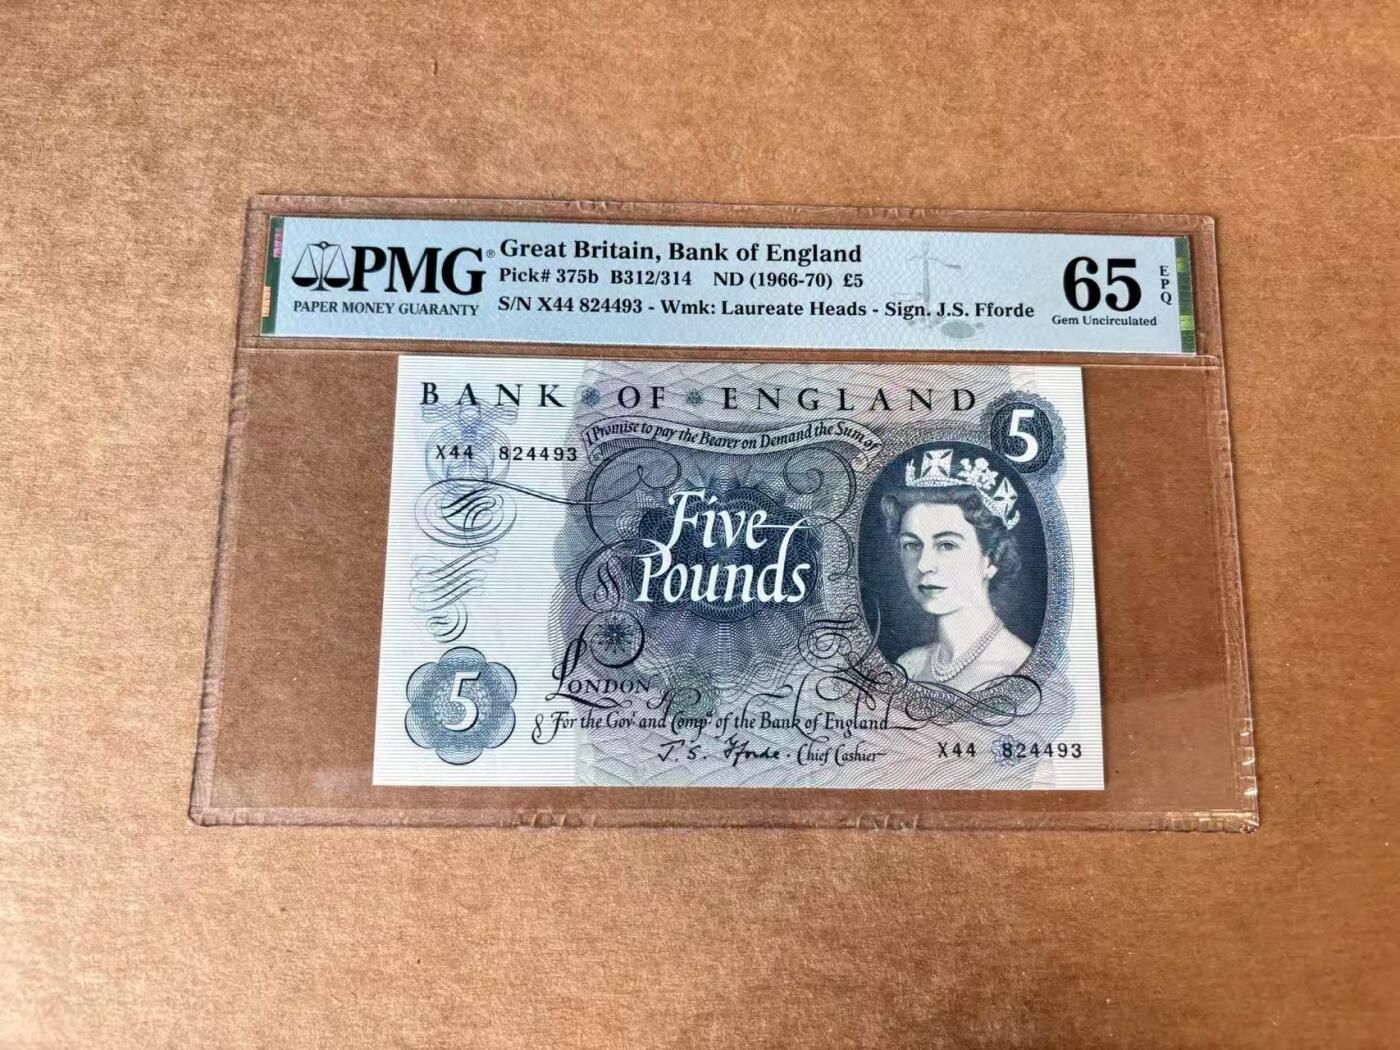 PMG®
PAPER MONEY GUARANTY
Great Britain, Bank of England
Pick# 375b B312/314 ND (1966-70) £5
S/N X44 824493 - Wmk: Laureate Heads - Sign. J.S. Fforde
65
EPQ
Gem Uncirculated
BANK OF ENGLAND
5
X44 824493
I Promise to pay the Bearer on Demand the Sum of
Five
Pounds
LONDON
5
For the Govr and Compa of the Bank of England
J. S. Fforde. Chief Cashier
X44 824493